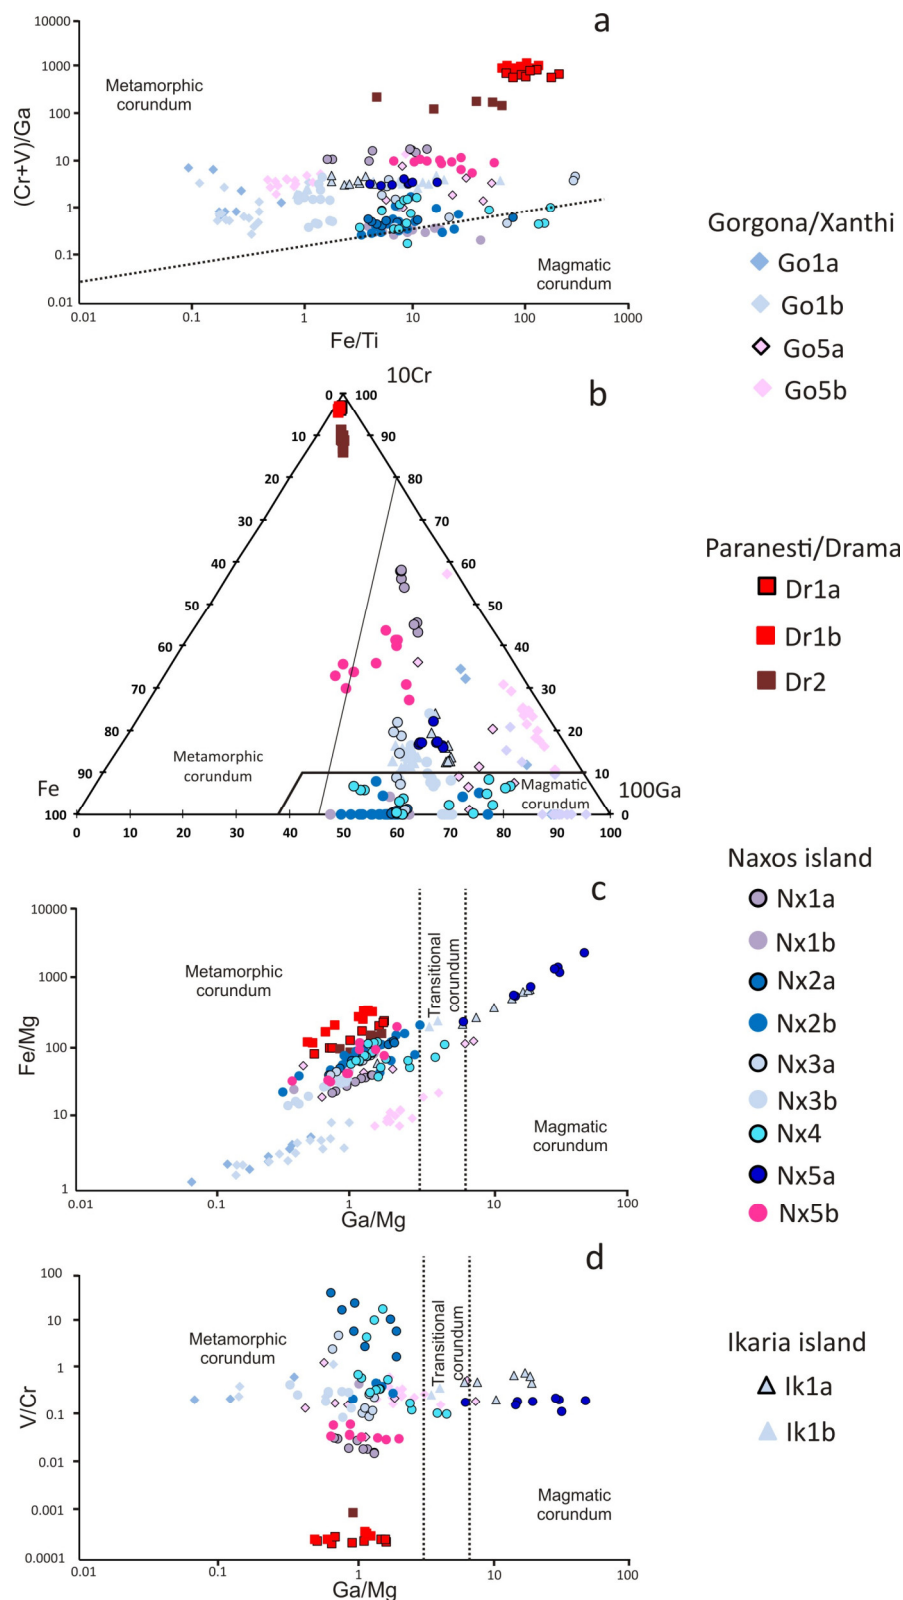 a
10000
1000
100
10
1
0.1
0.01
(Cr+V)/Ga
Metamorphic
corundum
Magmatic
corundum
0.01
0.1
1
10
100
1000
Fe/Ti
b
10Cr
0
100
10
90
20
80
30
70
40
60
50
50
60
40
70
30
80
20
90
10
Fe
100
100Ga
0
Metamorphic
corundum
Magmatic
corundum
0
10
20
30
40
50
60
70
80
90
100
c
10000
1000
100
10
1
Fe/Mg
Metamorphic
corundum
Transitional
corundum
Magmatic
corundum
0.01
0.1
1
10
100
Ga/Mg
d
100
10
1
0.1
0.01
0.001
0.0001
V/Cr
Metamorphic
corundum
Transitional
corundum
Magmatic
corundum
0.01
0.1
1
10
100
Ga/Mg
Gorgona/Xanthi
Go1a
Go1b
Go5a
Go5b
Paranesti/Drama
Dr1a
Dr1b
Dr2
Naxos island
Nx1a
Nx1b
Nx2a
Nx2b
Nx3a
Nx3b
Nx4
Nx5a
Nx5b
Ikaria island
Ik1a
Ik1b